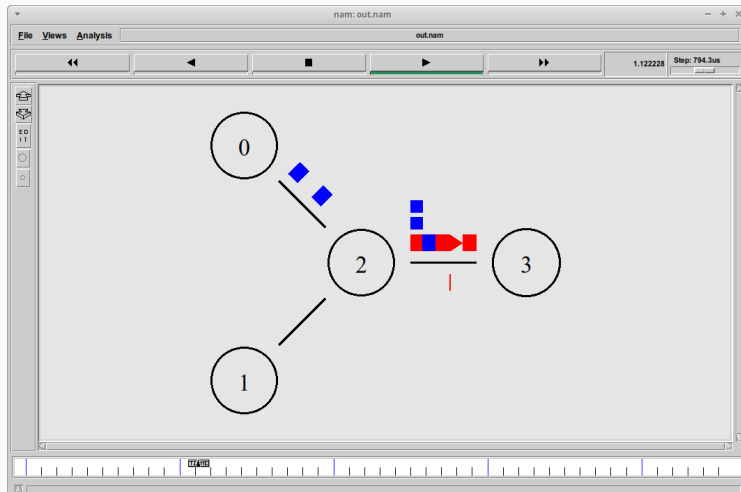 nam: out.nam
File Views Analysis out.nam
1.122228 Step: 794.3us
ED
IT
0
2 3
1
TIME